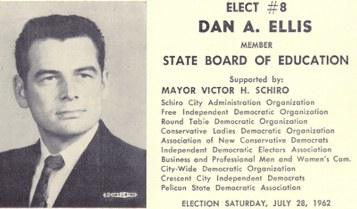 ELECT #8
DAN A. ELLIS
MEMBER
STATE BOARD OF EDUCATION
Supported by:
MAYOR VICTOR H. SCHIRO
Schiro City Administration Organization
Free Independent Democratic Organization
Round Table Democratic Organization
Conservative Ladies Democratic Organization
Association of New Conservative Democrats
Independent Democratic Electors Association
Business and Professional Men and Women's Cam.
City-Wide Democratic Organization
Crescent City Independent Democrats
Pelican State Democratic Association
ELECTION SATURDAY, JULY 28, 1962